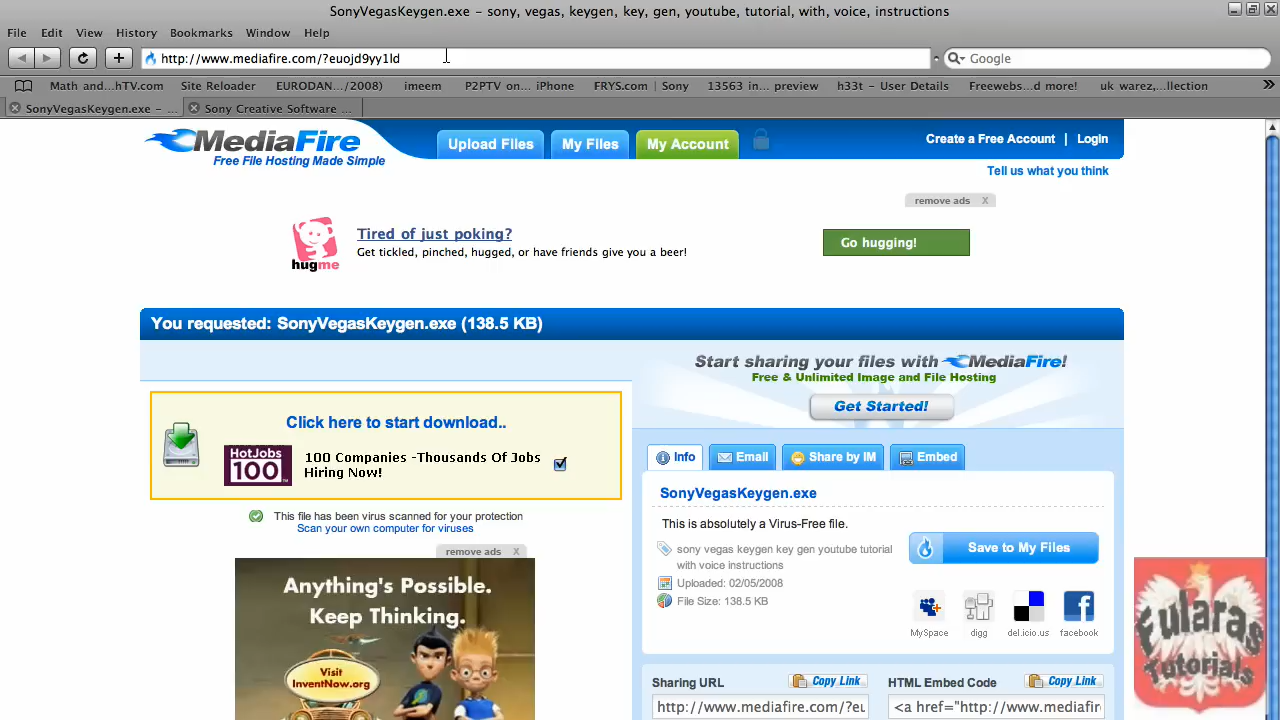 SonyVegasKeygen.exe – sony, vegas, keygen, key, gen, youtube, tutorial, with, voice, instructions
File Edit View History Bookmarks Window Help
http://www.mediafire.com/?euojd9yy1ld
Google
Math and...hTV.com Site Reloader EURODAN.../2008) imeem P2PTV on... iPhone FRYS.com | Sony 13563 in... preview h33t - User Details Freewebs...d more! uk warez,...llection
SonyVegasKeygen.exe – ...
Sony Creative Software ...
MediaFire
Free File Hosting Made Simple
Upload Files
My Files
My Account
Create a Free Account | Login
Tell us what you think
remove ads X
hugme
Tired of just poking?
Get tickled, pinched, hugged, or have friends give you a beer!
Go hugging!
You requested: SonyVegasKeygen.exe (138.5 KB)
Click here to start download..
HotJobs
100
100 Companies -Thousands Of Jobs
Hiring Now!
This file has been virus scanned for your protection
Scan your own computer for viruses
remove ads X
Anything's Possible.
Keep Thinking.
Visit
InventNow.org
Start sharing your files with MediaFire!
Free & Unlimited Image and File Hosting
Get Started!
Info
Email
Share by IM
Embed
SonyVegasKeygen.exe
This is absolutely a Virus-Free file.
sony vegas keygen key gen youtube tutorial
with voice instructions
Uploaded: 02/05/2008
File Size: 138.5 KB
Save to My Files
MySpace
digg
del.icio.us
facebook
Sharing URL
Copy Link
http://www.mediafire.com/?eu
HTML Embed Code
Copy Link
<a href="http://www.mediafire
Eularas
Tutorials